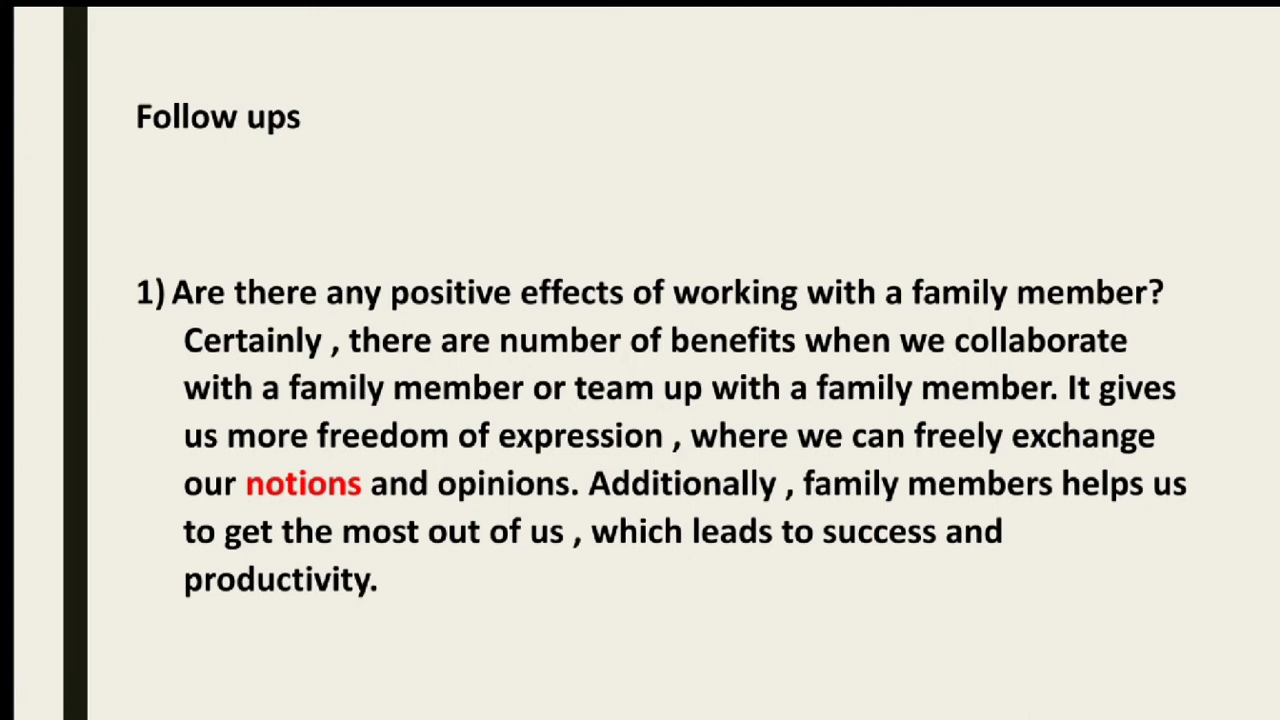 Follow ups
1) Are there any positive effects of working with a family member?
Certainly , there are number of benefits when we collaborate
with a family member or team up with a family member. It gives
us more freedom of expression , where we can freely exchange
our notions and opinions. Additionally , family members helps us
to get the most out of us , which leads to success and
productivity.